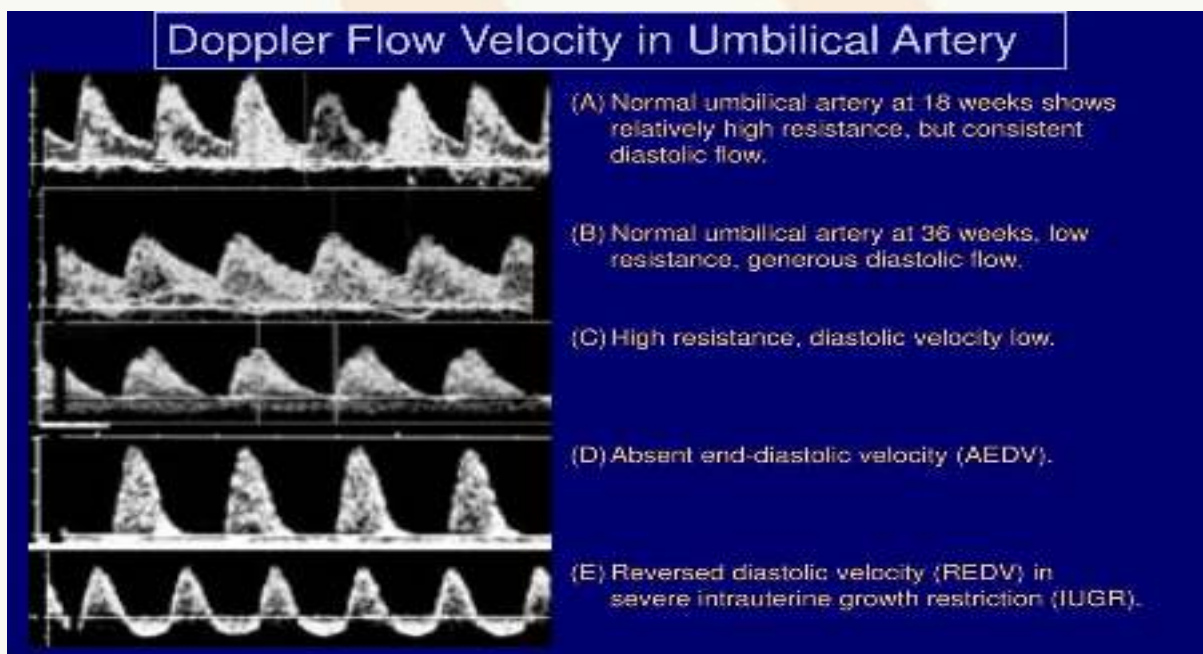 Doppler Flow Velocity in Umbilical Artery
(A) Normal umbilical artery at 18 weeks shows
relatively high resistance, but consistent
diastolic flow.
(B) Normal umbilical artery at 36 weeks, low
resistance, generous diastolic flow.
(C) High resistance, diastolic velocity low.
(D) Absent end-diastolic velocity (AEDV).
(E) Reversed diastolic velocity (REDV) in
severe intrauterine growth restriction (IUGR).